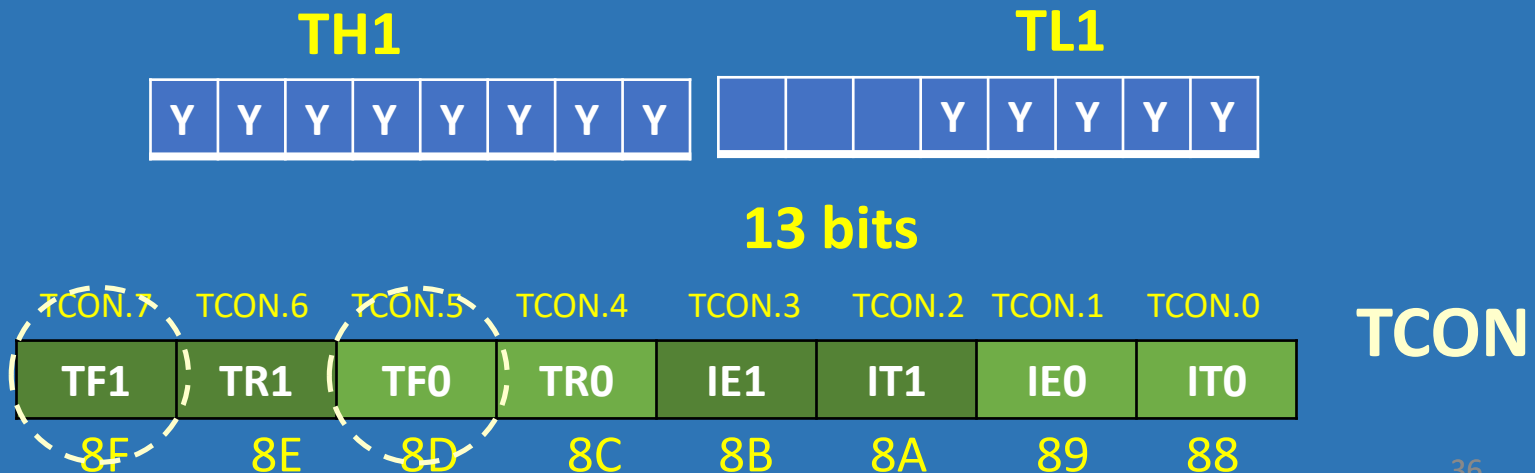 TH1 TL1
Y Y Y Y Y Y Y Y Y Y Y Y Y
13 bits
TCON.7 TCON.6 TCON.5 TCON.4 TCON.3 TCON.2 TCON.1 TCON.0
TCON
TF1 TR1 TF0 TR0 IE1 IT1 IE0 IT0
8F 8E 8D 8C 8B 8A 89 88
36